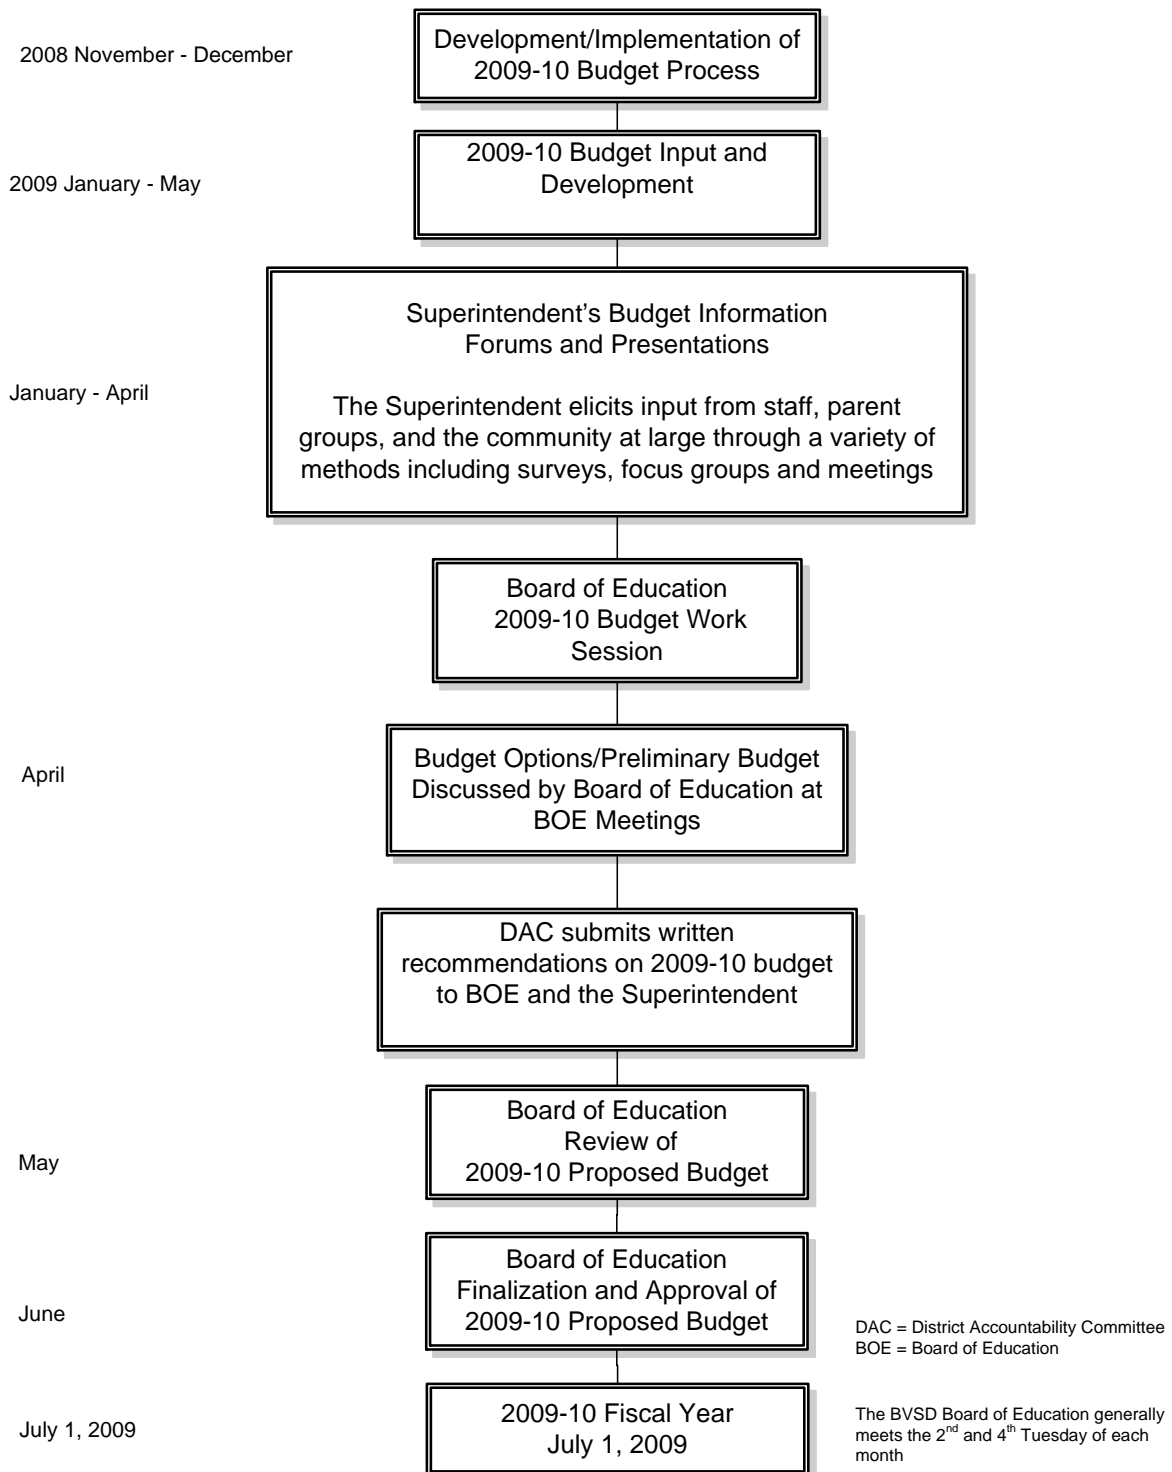 2008 November - December
Development/Implementation of
2009-10 Budget Process
2009 January - May
2009-10 Budget Input and
Development
January - April
Superintendent’s Budget Information
Forums and Presentations
The Superintendent elicits input from staff, parent
groups, and the community at large through a variety of
methods including surveys, focus groups and meetings
Board of Education
2009-10 Budget Work
Session
April
Budget Options/Preliminary Budget
Discussed by Board of Education at
BOE Meetings
DAC submits written
recommendations on 2009-10 budget
to BOE and the Superintendent
May
Board of Education
Review of
2009-10 Proposed Budget
June
Board of Education
Finalization and Approval of
2009-10 Proposed Budget
DAC = District Accountability Committee
BOE = Board of Education
July 1, 2009
2009-10 Fiscal Year
July 1, 2009
The BVSD Board of Education generally
meets the 2nd and 4th Tuesday of each
month